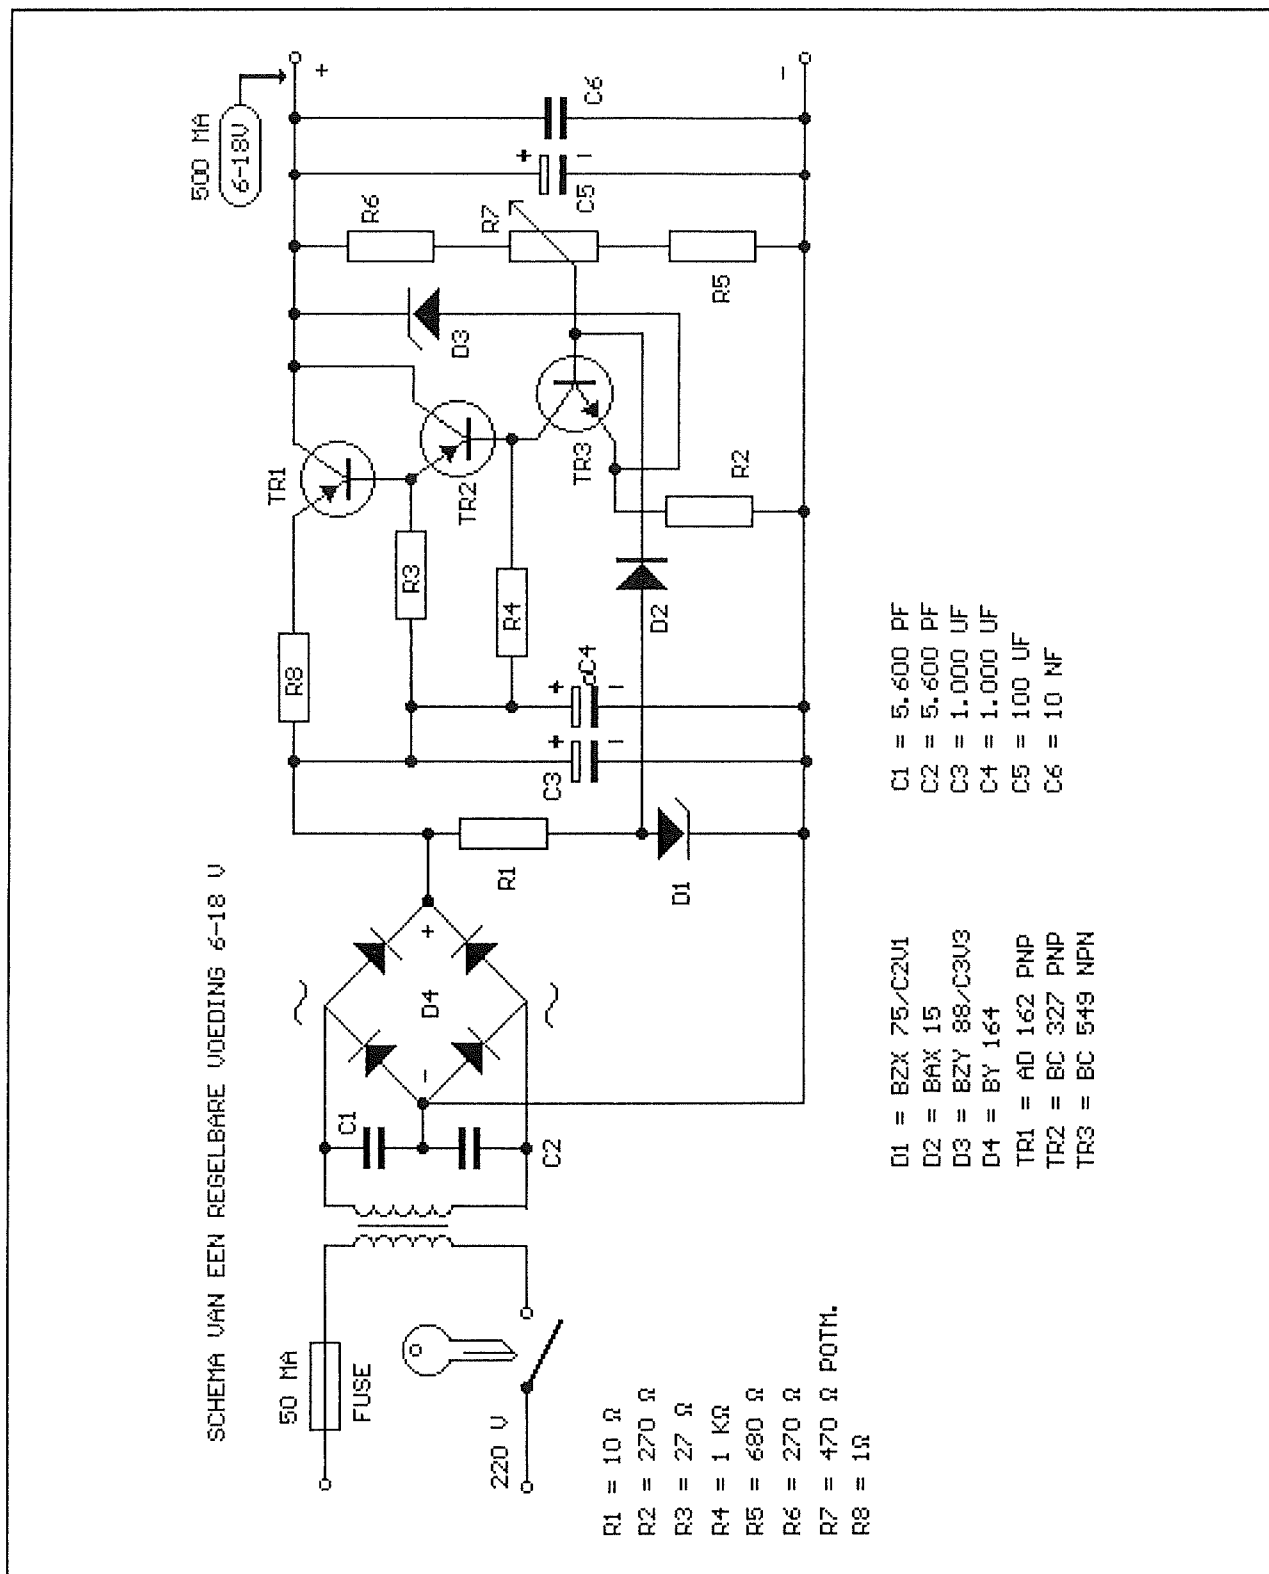 SCHEMA VAN EEN REGELBARE VOEDING 6-18 V
50 MA
FUSE
220 V
C1
C2
D4
+
-
~
~
R1
D1
R8
C3
+
-
C4
+
-
R3
R4
D2
TR1
TR2
TR3
R2
D3
R6
R7
R5
C5
+
-
C6
500 MA
6-18V
+
-
R1 = 10 Ω
R2 = 270 Ω
R3 = 27 Ω
R4 = 1 KΩ
R5 = 680 Ω
R6 = 270 Ω
R7 = 470 Ω POTM.
R8 = 1Ω
D1 = BZX 75/C2V1
D2 = BAX 15
D3 = BZY 88/C3V3
D4 = BY 164
TR1 = AD 162 PNP
TR2 = BC 327 PNP
TR3 = BC 549 NPN
C1 = 5.600 PF
C2 = 5.600 PF
C3 = 1.000 UF
C4 = 1.000 UF
C5 = 100 UF
C6 = 10 NF